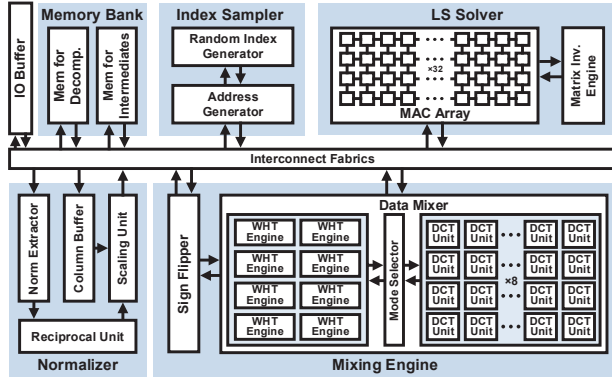 IO Buffer
Memory Bank
Mem for
Decomp.
Mem for
Intermediates
Index Sampler
Random Index
Generator
Address
Generator
LS Solver
×32
MAC Array
Matrix Inv.
Engine
Interconnect Fabrics
Norm Extractor
Column Buffer
Scaling Unit
Reciprocal Unit
Normalizer
Sign Flipper
Data Mixer
WHT
Engine
WHT
Engine
WHT
Engine
WHT
Engine
WHT
Engine
WHT
Engine
WHT
Engine
WHT
Engine
Mode Selector
DCT
Unit
DCT
Unit
DCT
Unit
DCT
Unit
DCT
Unit
DCT
Unit
DCT
Unit
DCT
Unit
×8
DCT
Unit
DCT
Unit
DCT
Unit
DCT
Unit
DCT
Unit
DCT
Unit
DCT
Unit
DCT
Unit
Mixing Engine